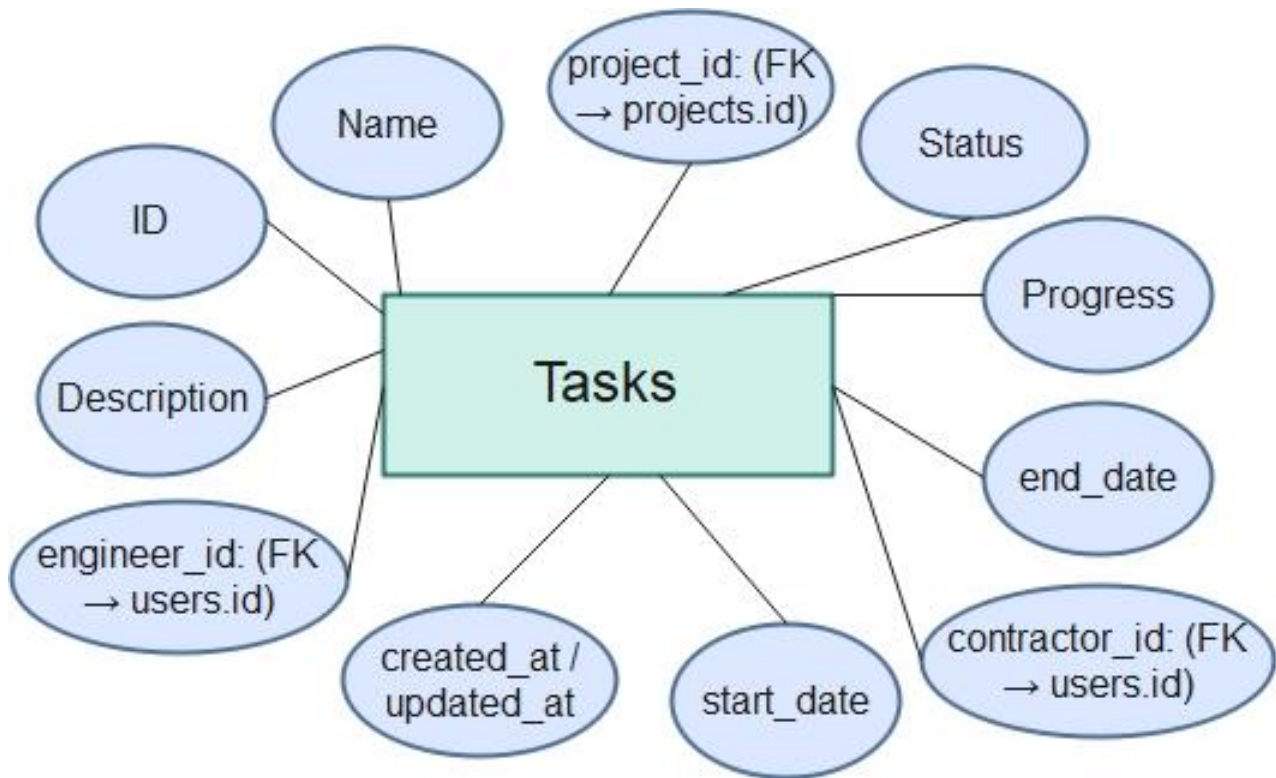 project_id: (FK
→ projects.id)
Name
Status
ID
Progress
Tasks
Description
end_date
engineer_id: (FK
→ users.id)
contractor_id: (FK
→ users.id)
created_at /
updated_at
start_date